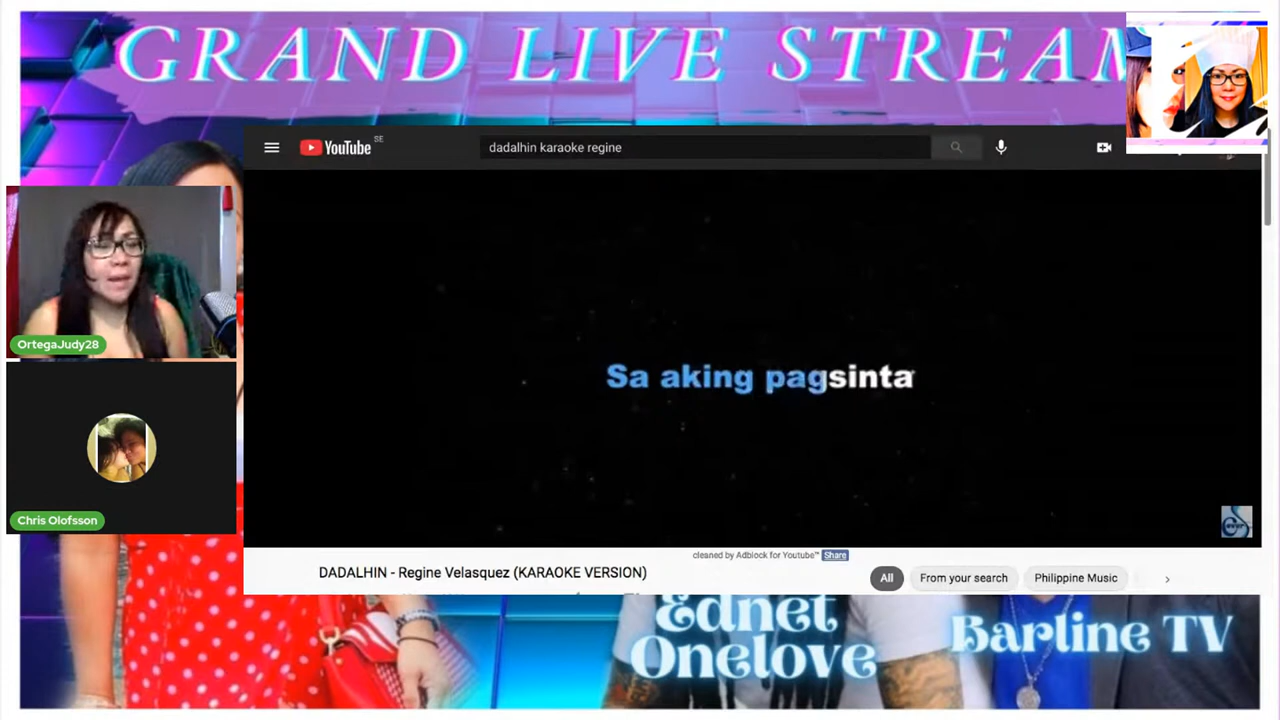 GRAND LIVE STREAM
YouTube SE
dadalhin karaoke regine
OrtegaJudy28
Sa aking pagsinta
Chris Olofsson
cleaned by Adblock for Youtube™ Share
DADALHIN - Regine Velasquez (KARAOKE VERSION)
All
From your search
Philippine Music
Ednet
Onelove
Barline TV